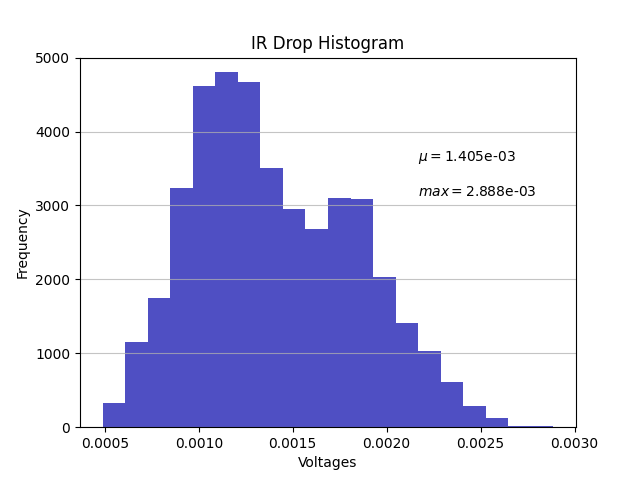 IR Drop Histogram
5000
4000
3000
2000
1000
0
Frequency
μ = 1.405e-03
max = 2.888e-03
0.0005 0.0010 0.0015 0.0020 0.0025 0.0030
Voltages